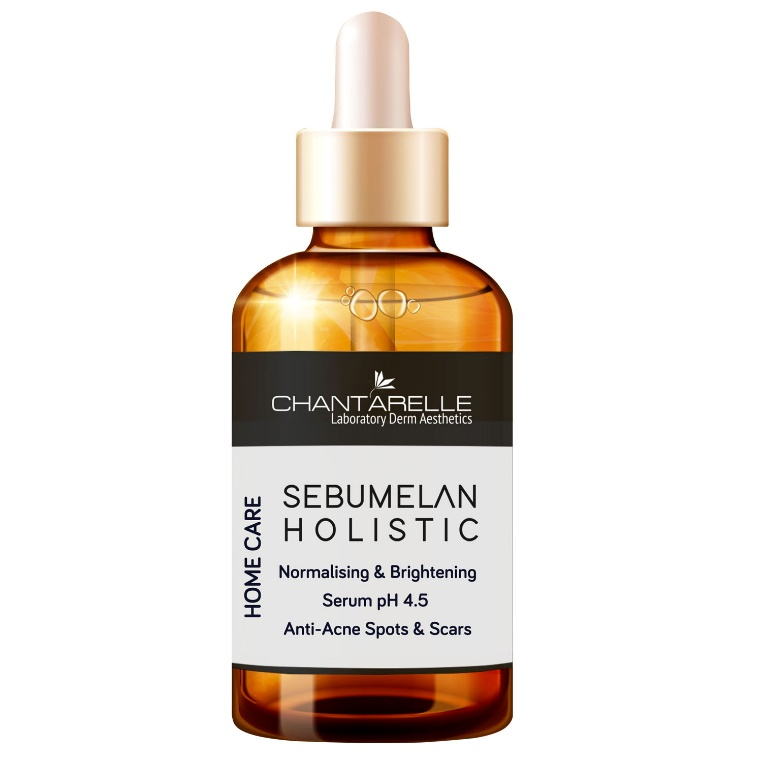 CHANTARELLE
Laboratory Derm Aesthetics
HOME CARE
SEBUMELAN
HOLISTIC
Normalising & Brightening
Serum pH 4.5
Anti-Acne Spots & Scars